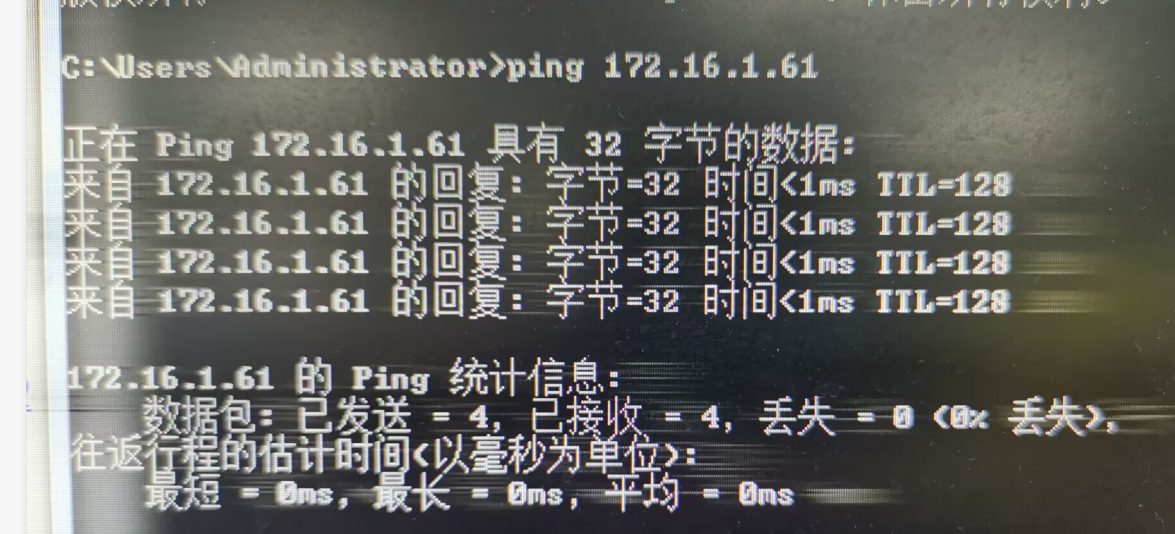 C:\Users\Administrator>ping 172.16.1.61
正在 Ping 172.16.1.61 具有 32 字节的数据:
来自 172.16.1.61 的回复: 字节=32 时间<1ms TTL=128
来自 172.16.1.61 的回复: 字节=32 时间<1ms TTL=128
来自 172.16.1.61 的回复: 字节=32 时间<1ms TTL=128
来自 172.16.1.61 的回复: 字节=32 时间<1ms TTL=128
172.16.1.61 的 Ping 统计信息:
数据包: 已发送 = 4, 已接收 = 4, 丢失 = 0 (0% 丢失),
往返行程的估计时间(以毫秒为单位):
最短 = 0ms, 最长 = 0ms, 平均 = 0ms